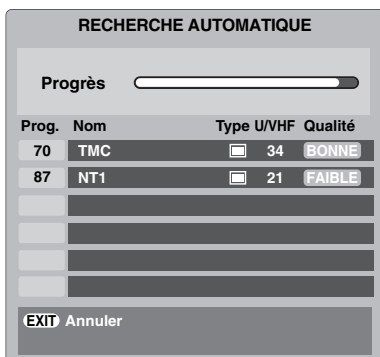 RECHERCHE AUTOMATIQUE
Progrès
Prog. Nom Type U/VHF Qualité
70 TMC 34 BONNE
87 NT1 21 FAIBLE
EXIT Annuler